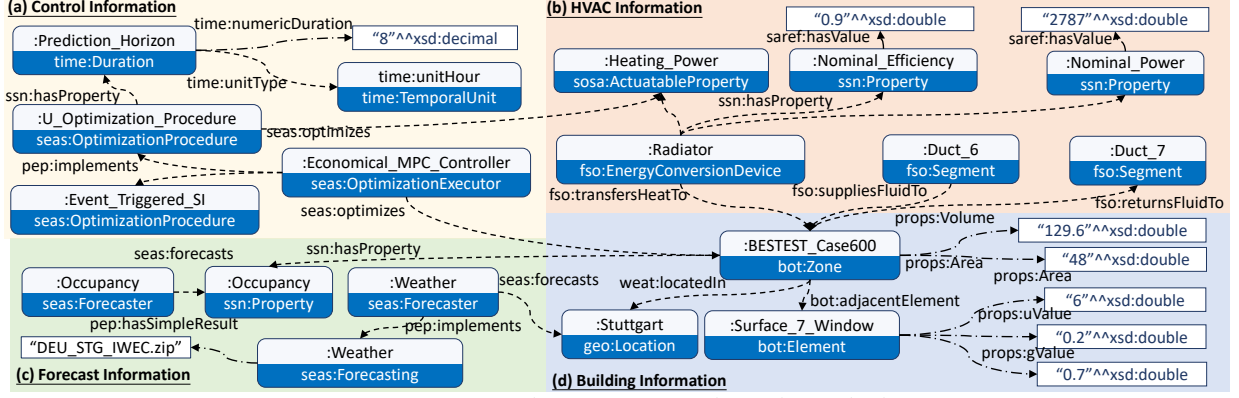 (a) Control Information
:Prediction_Horizon
time:Duration
time:numericDuration
“8”^^xsd:decimal
time:unitType
time:unitHour
time:TemporalUnit
ssn:hasProperty
:U_Optimization_Procedure
seas:OptimizationProcedure
seas:optimizes
pep:implements
:Economical_MPC_Controller
seas:OptimizationExecutor
:Event_Triggered_SI
seas:OptimizationProcedure
seas:optimizes
(b) HVAC Information
“0.9”^^xsd:double
“2787”^^xsd:double
saref:hasValue
saref:hasValue
:Heating_Power
sosa:ActuatableProperty
:Nominal_Efficiency
ssn:Property
:Nominal_Power
ssn:Property
ssn:hasProperty
:Radiator
fso:EnergyConversionDevice
:Duct_6
fso:Segment
:Duct_7
fso:Segment
fso:transfersHeatTo
fso:suppliesFluidTo
fso:returnsFluidTo
seas:forecasts
ssn:hasProperty
:Occupancy
seas:Forecaster
:Occupancy
ssn:Property
:Weather
seas:Forecaster
seas:forecasts
pep:hasSimpleResult
pep:implements
“DEU_STG_IWEC.zip”
:Weather
seas:Forecasting
(c) Forecast Information
:BESTEST_Case600
bot:Zone
props:Volume
“129.6”^^xsd:double
props:Area
“48”^^xsd:double
props:Area
weat:locatedIn
bot:adjacentElement
“6”^^xsd:double
props:uValue
:Stuttgart
geo:Location
:Surface_7_Window
bot:Element
“0.2”^^xsd:double
props:gValue
“0.7”^^xsd:double
(d) Building Information